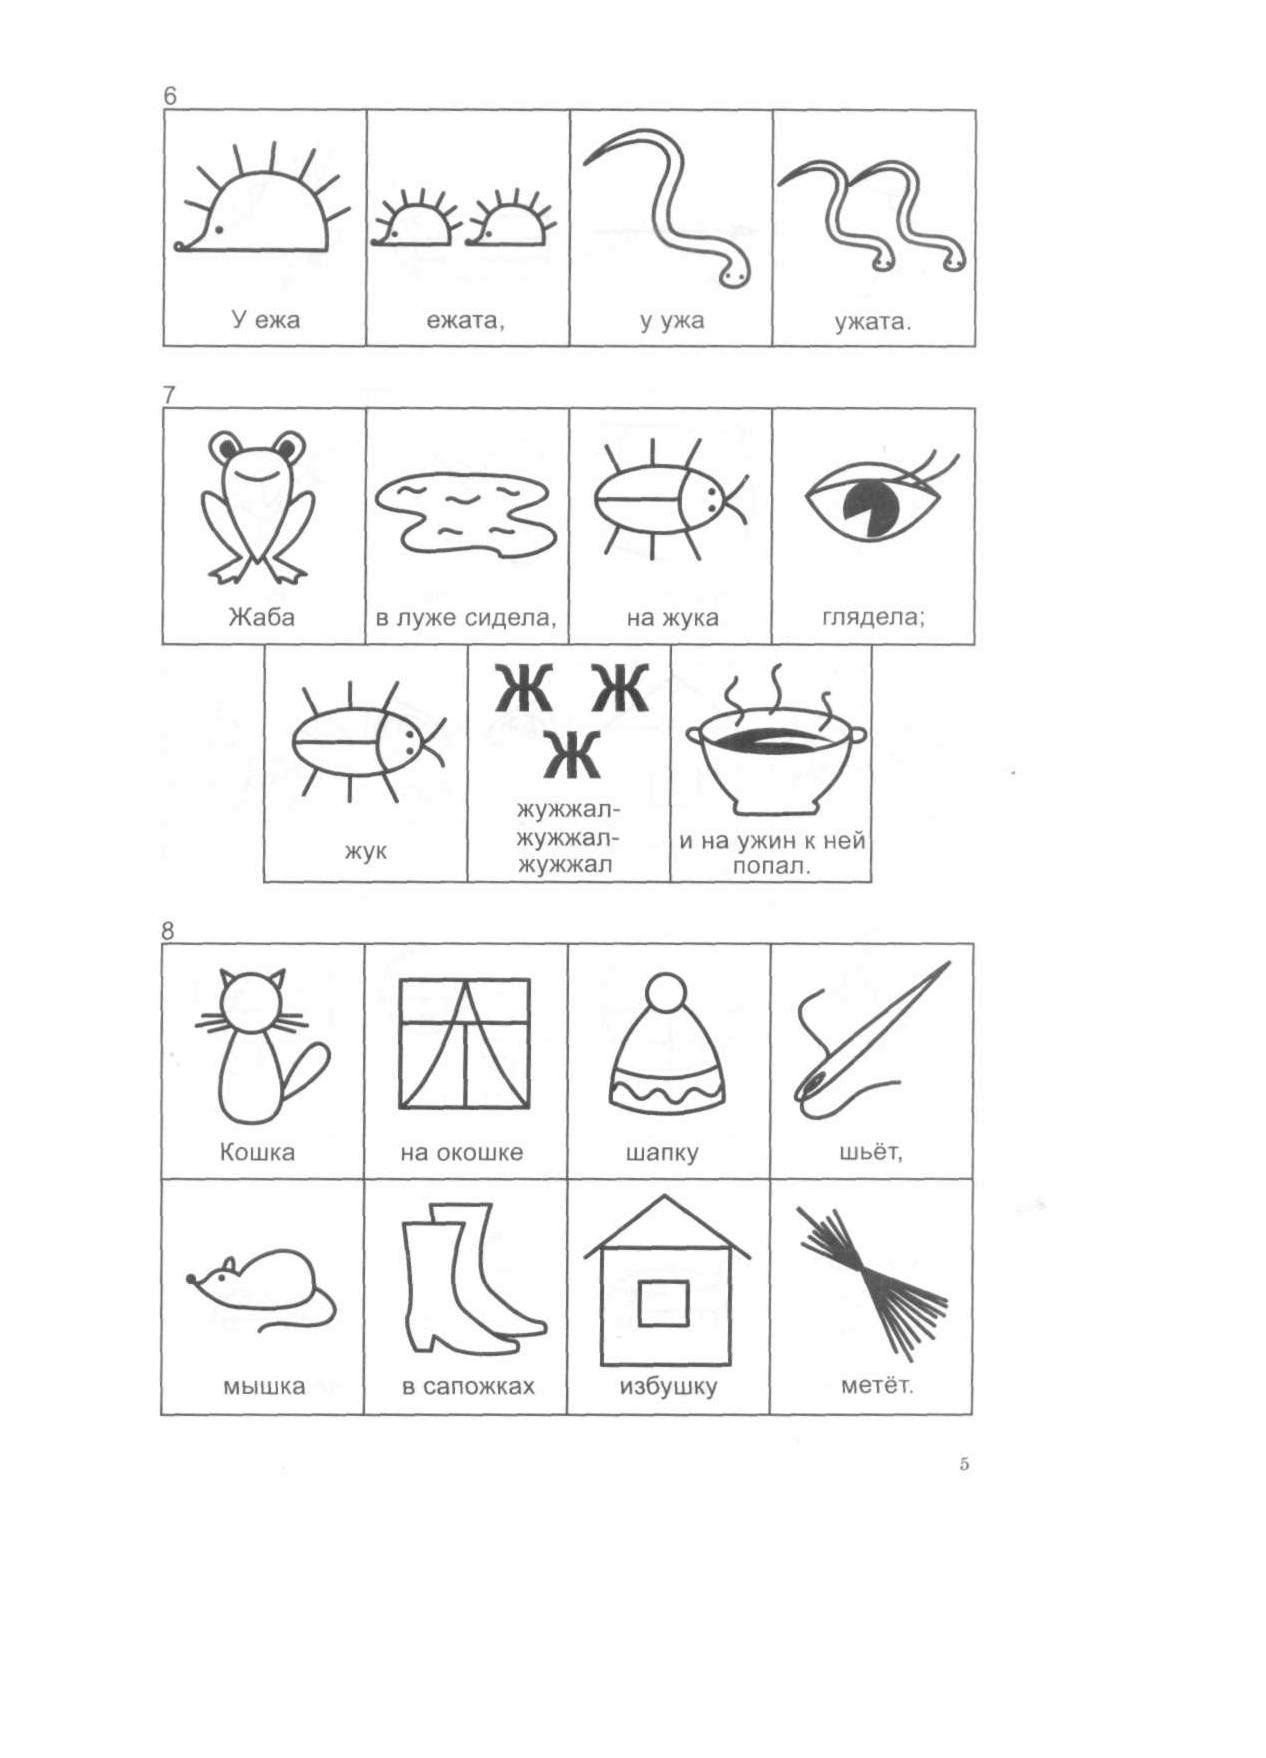 6
У ежа
ежата,
у ужа
ужата.
7
Жаба
в луже сидела,
на жука
глядела;
жук
Ж Ж
Ж
жужжал-
жужжал-
жужжал
и на ужин к ней
попал.
8
Кошка
на окошке
шапку
шьёт,
мышка
в сапожках
избушку
метёт.
5